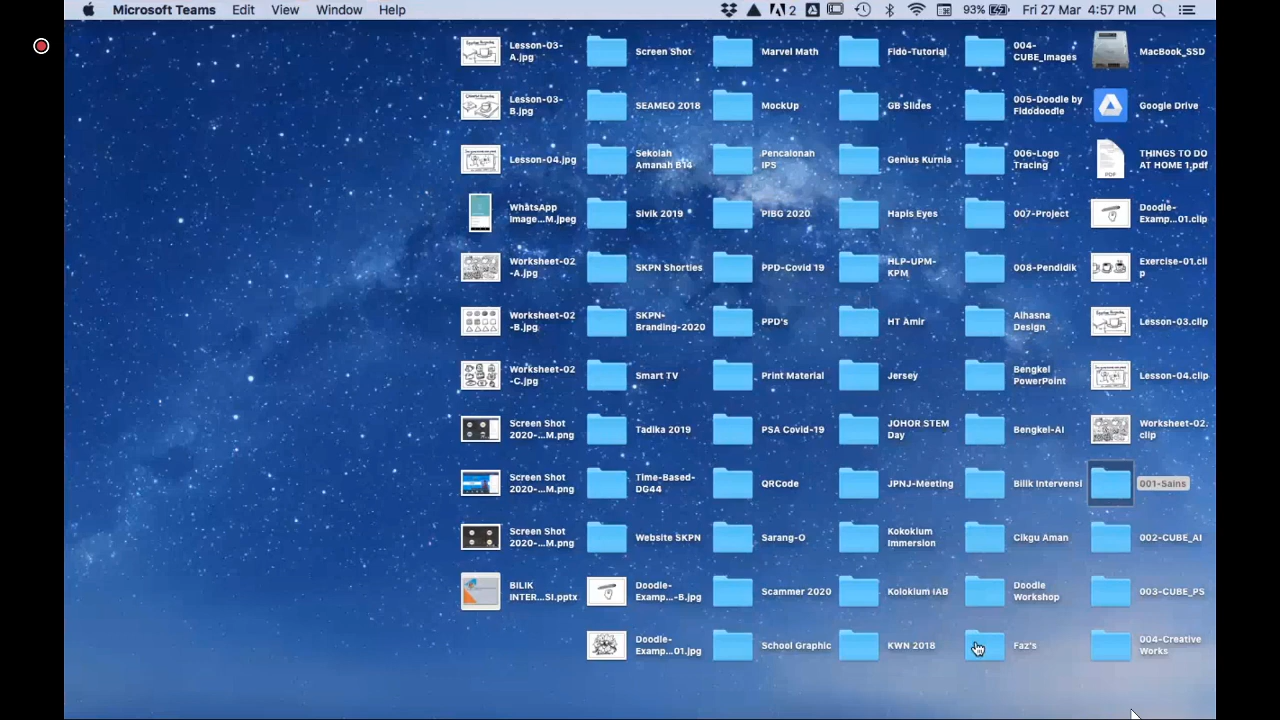 Microsoft Teams Edit View Window Help 2 93% Fri 27 Mar 4:57 PM
Lesson-03-
A.jpg
Screen Shot
Marvel Math
Fido-Tutorial
004-
CUBE_Images
MacBook_SSD
Lesson-03-
B.jpg
SEAMEO 2018
MockUp
GB Slides
005-Doodle by
Fidodoodle
Google Drive
Lesson-04.jpg
Sekolah
Amanah B14
Pencalonah
IPS
Genius Kurnia
006-Logo
Tracing
THINGS TO DO
AT HOME 1.pdf
PDF
WhatsApp
Image...M.jpeg
Sivik 2019
PIBG 2020
Hapis Eyes
007-Project
Doodle-
Examp...01.clip
Worksheet-02
-A.jpg
SKPN Shorties
PPD-Covid 19
HLP-UPM-
KPM
008-Pendidik
Exercise-01.cli
p
Worksheet-02
-B.jpg
SKPN-
Branding-2020
PPD's
HT Amir
Alhasna
Design
Lesson-03.clip
Worksheet-02
-C.jpg
Smart TV
Print Material
Jersey
Bengkel
PowerPoint
Lesson-04.clip
Screen Shot
2020-...M.png
Tadika 2019
PSA Covid-19
JOHOR STEM
Day
Bengkel-AI
Worksheet-02.
clip
Screen Shot
2020-...M.png
Time-Based-
DG44
QRCode
JPNJ-Meeting
Bilik Intervensi
001-Sains
Screen Shot
2020-...M.png
Website SKPN
Sarang-O
Kokokium
Immersion
Cikgu Aman
002-CUBE_AI
BILIK
INTER...SI.pptx
Doodle-
Examp...-B.jpg
Scammer 2020
Kolokium IAB
Doodle
Workshop
003-CUBE_PS
Doodle-
Examp...01.jpg
School Graphic
KWN 2018
Faz's
004-Creative
Works